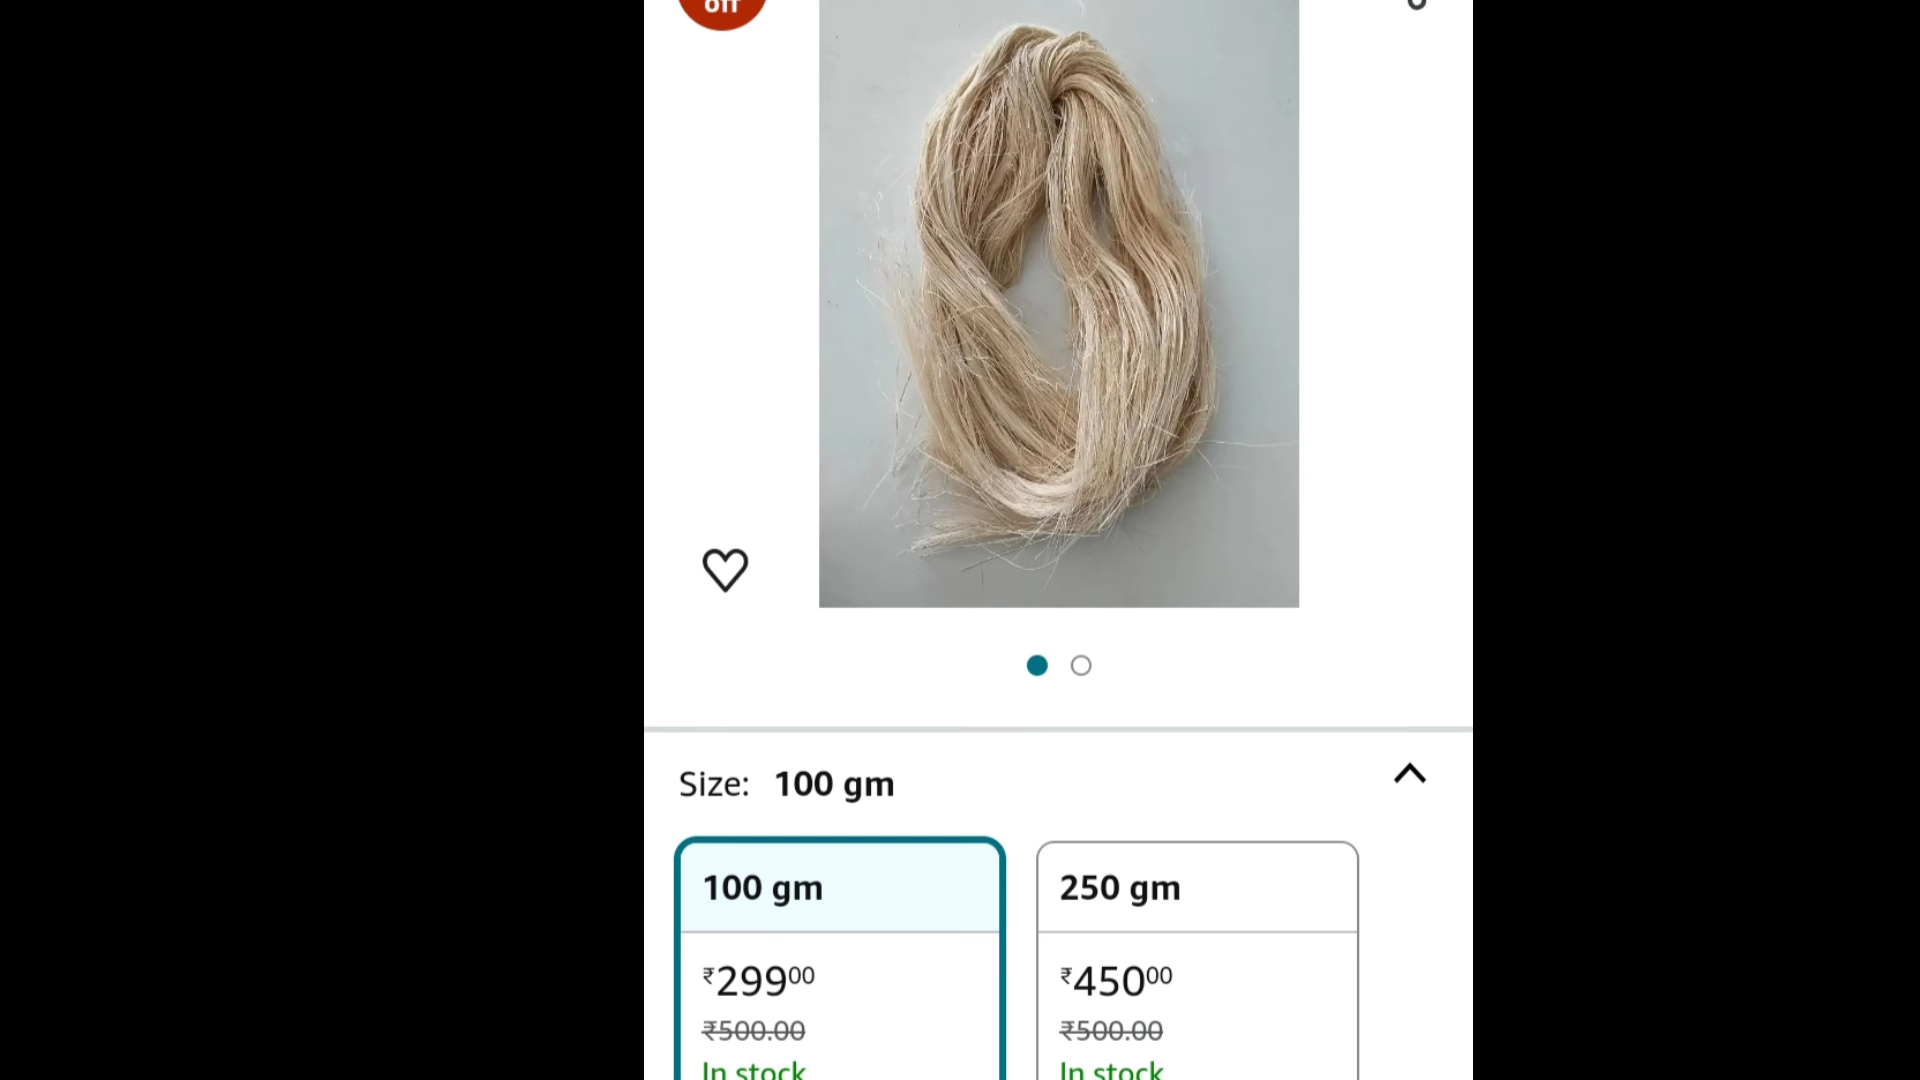 off
Size: 100 gm
100 gm
250 gm
₹29900
₹45000
₹500.00
₹500.00
In stock
In stock